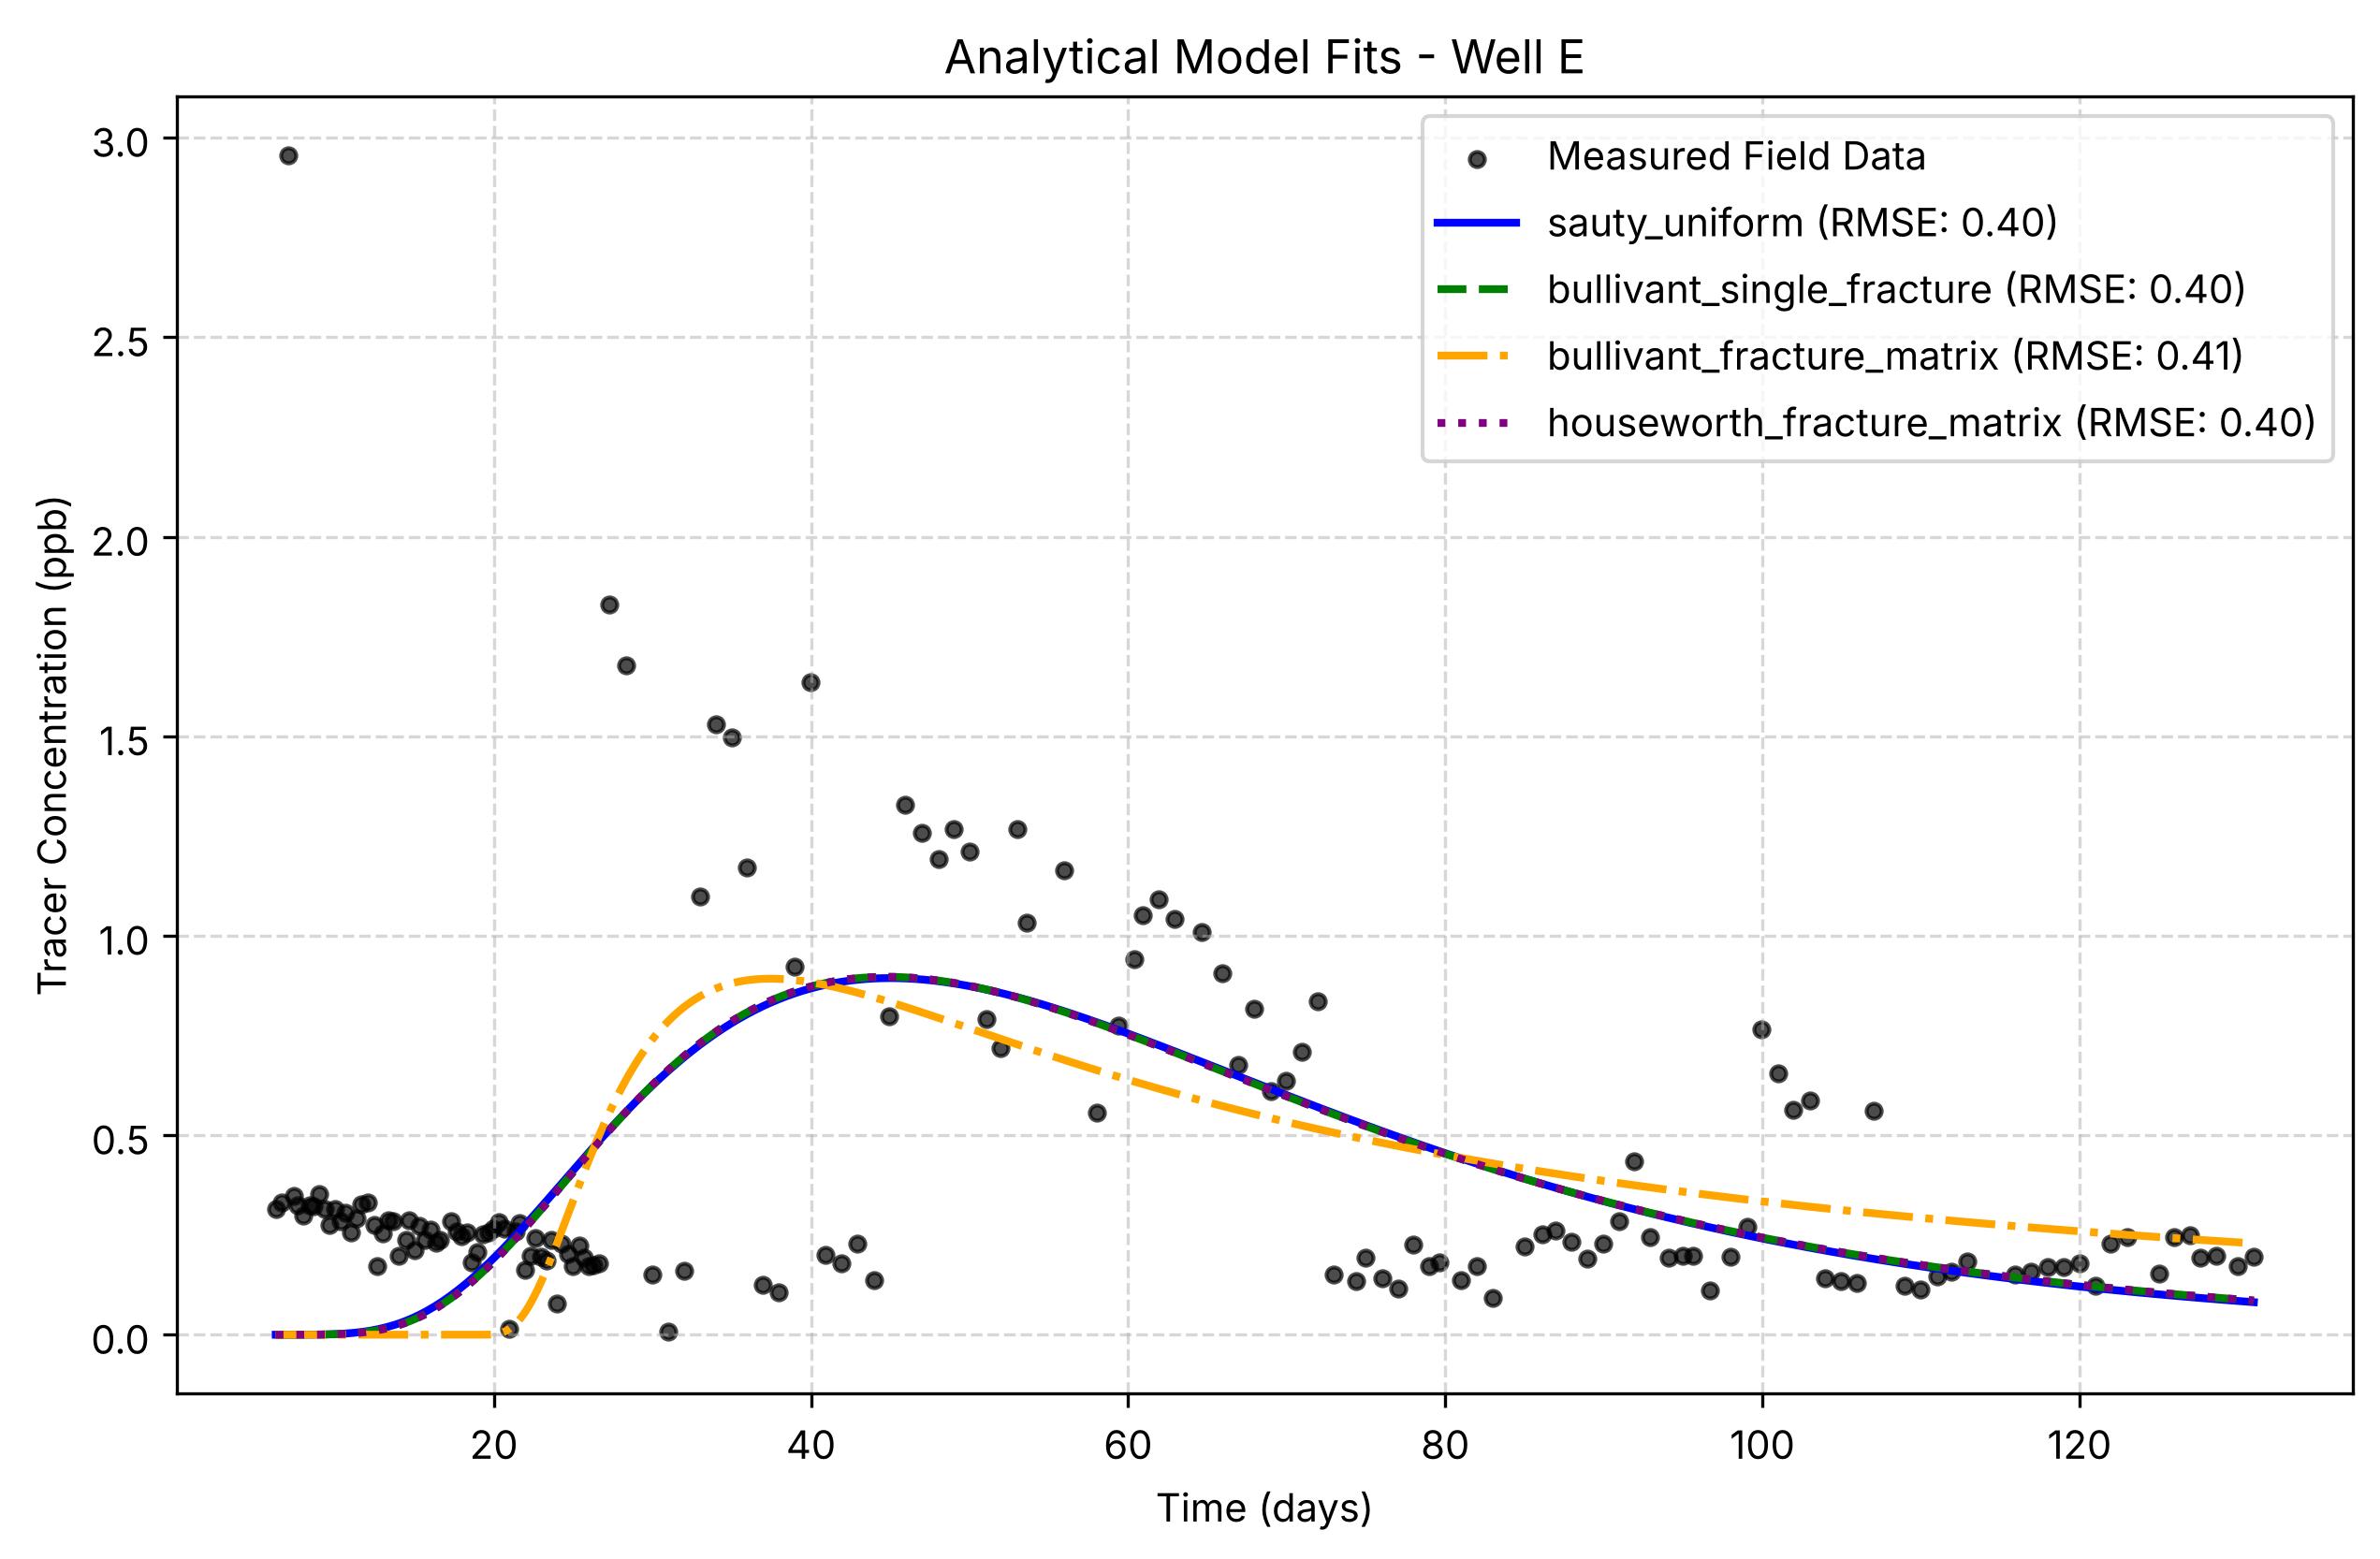 Analytical Model Fits - Well E
3.0
2.5
2.0
1.5
1.0
0.5
0.0
Tracer Concentration (ppb)
Measured Field Data
sauty_uniform (RMSE: 0.40)
bullivant_single_fracture (RMSE: 0.40)
bullivant_fracture_matrix (RMSE: 0.41)
houseworth_fracture_matrix (RMSE: 0.40)
20 40 60 80 100 120
Time (days)